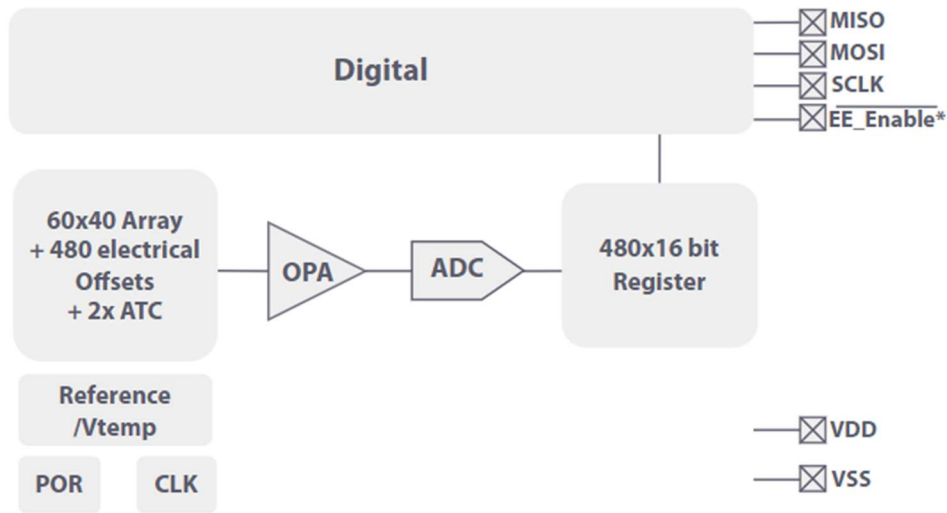 Digital
MISO
MOSI
SCLK
EE_Enable*
60x40 Array
+ 480 electrical
Offsets
+ 2x ATC
OPA
ADC
480x16 bit
Register
Reference
/Vtemp
POR
CLK
VDD
VSS